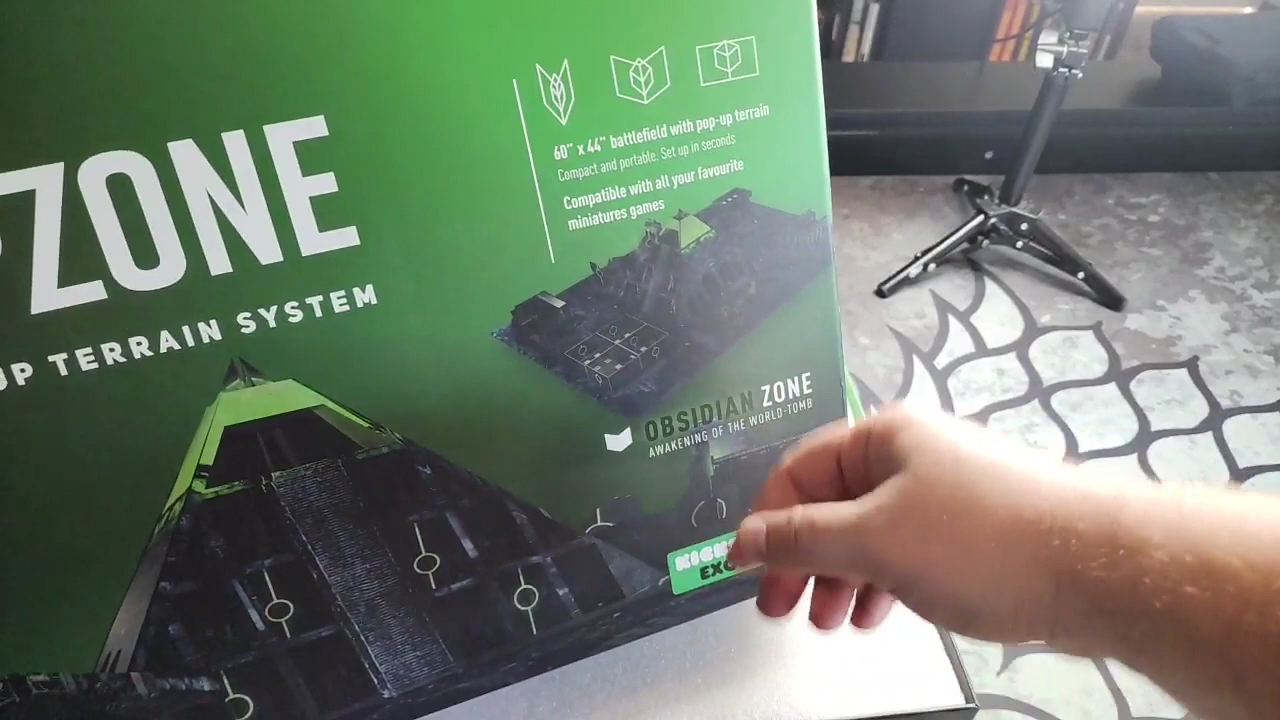 ZONE
UP TERRAIN SYSTEM
60" x 44" battlefield with pop-up terrain
Compact and portable. Set up in seconds
Compatible with all your favourite
miniatures games
OBSIDIAN ZONE
AWAKENING OF THE WORLD-TOMB